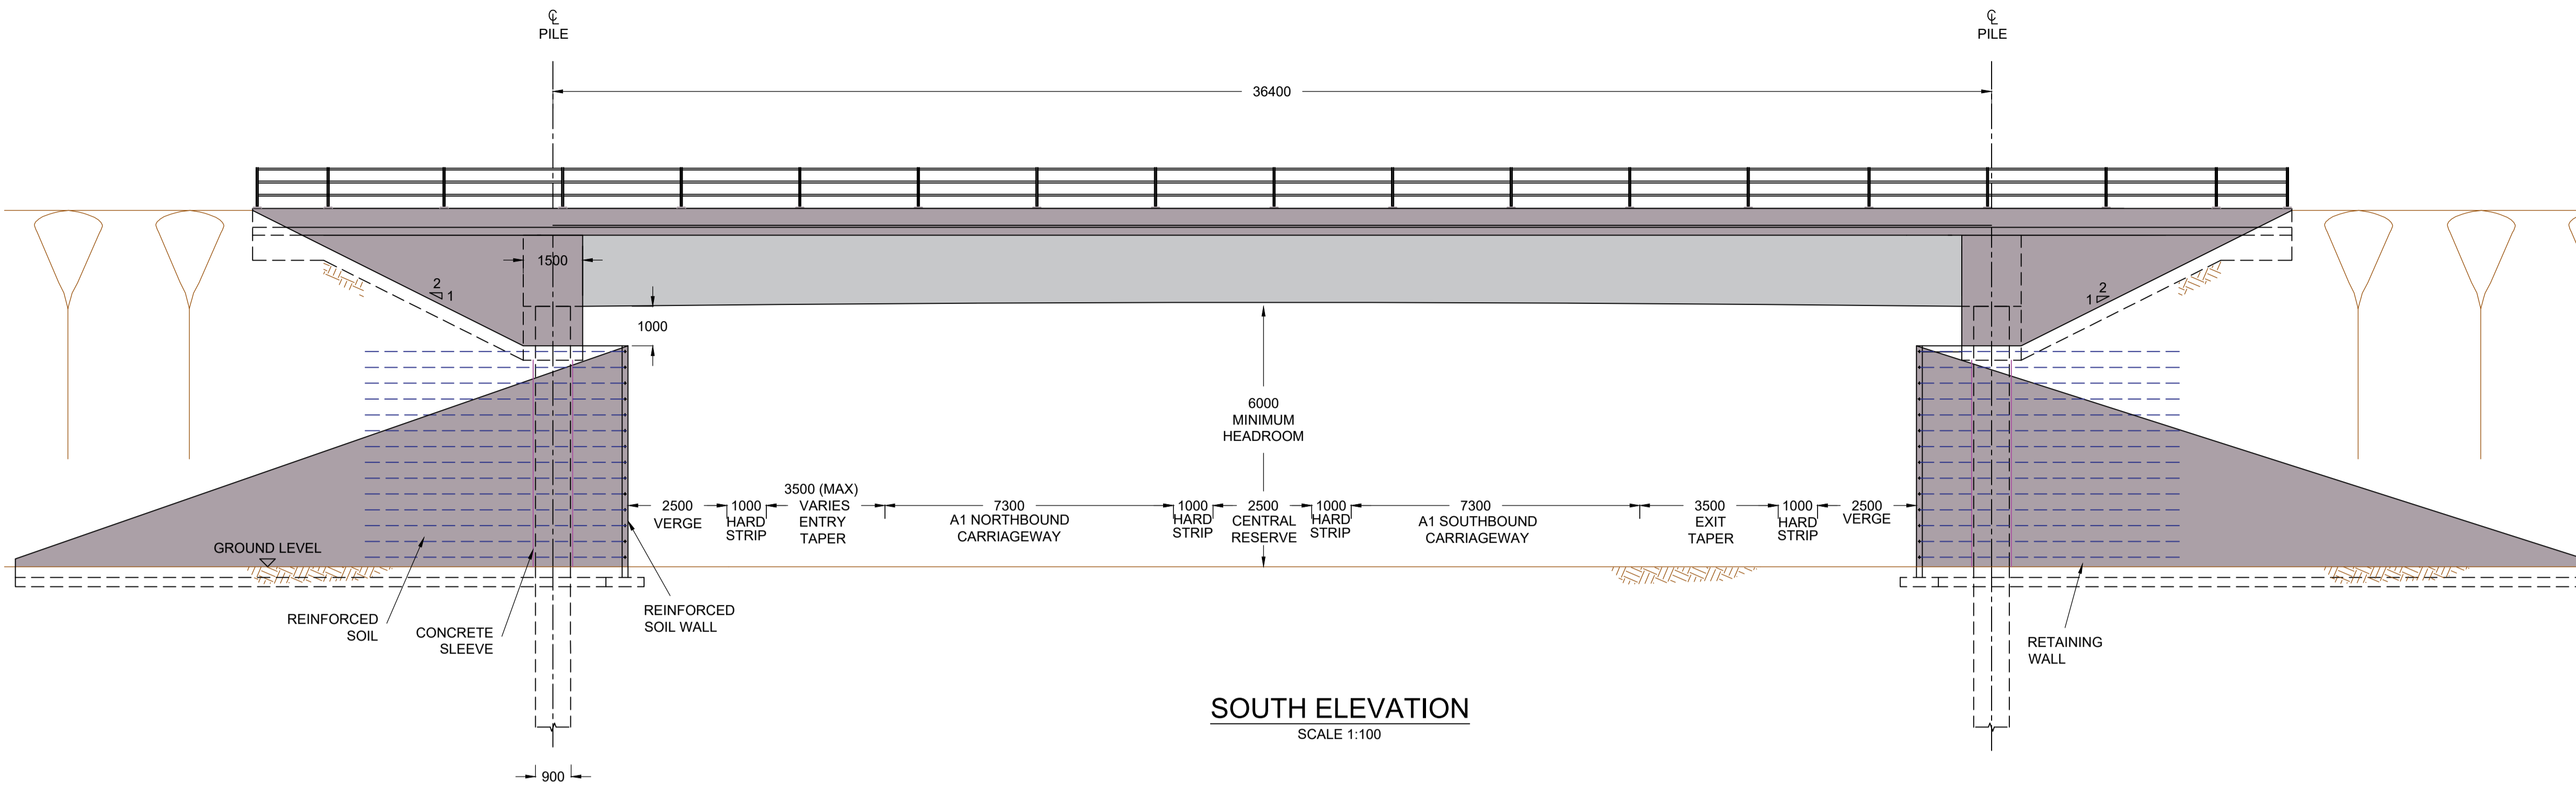 ℄
PILE
℄
PILE
36400
1500
2
1
2
1
1000
6000
MINIMUM
HEADROOM
2500
VERGE
1000
HARD
STRIP
3500 (MAX)
VARIES
ENTRY
TAPER
7300
A1 NORTHBOUND
CARRIAGEWAY
1000
HARD
STRIP
2500
CENTRAL
RESERVE
1000
HARD
STRIP
7300
A1 SOUTHBOUND
CARRIAGEWAY
3500
EXIT
TAPER
1000
HARD
STRIP
2500
VERGE
GROUND LEVEL
REINFORCED
SOIL
CONCRETE
SLEEVE
REINFORCED
SOIL WALL
RETAINING
WALL
SOUTH ELEVATION
SCALE 1:100
900